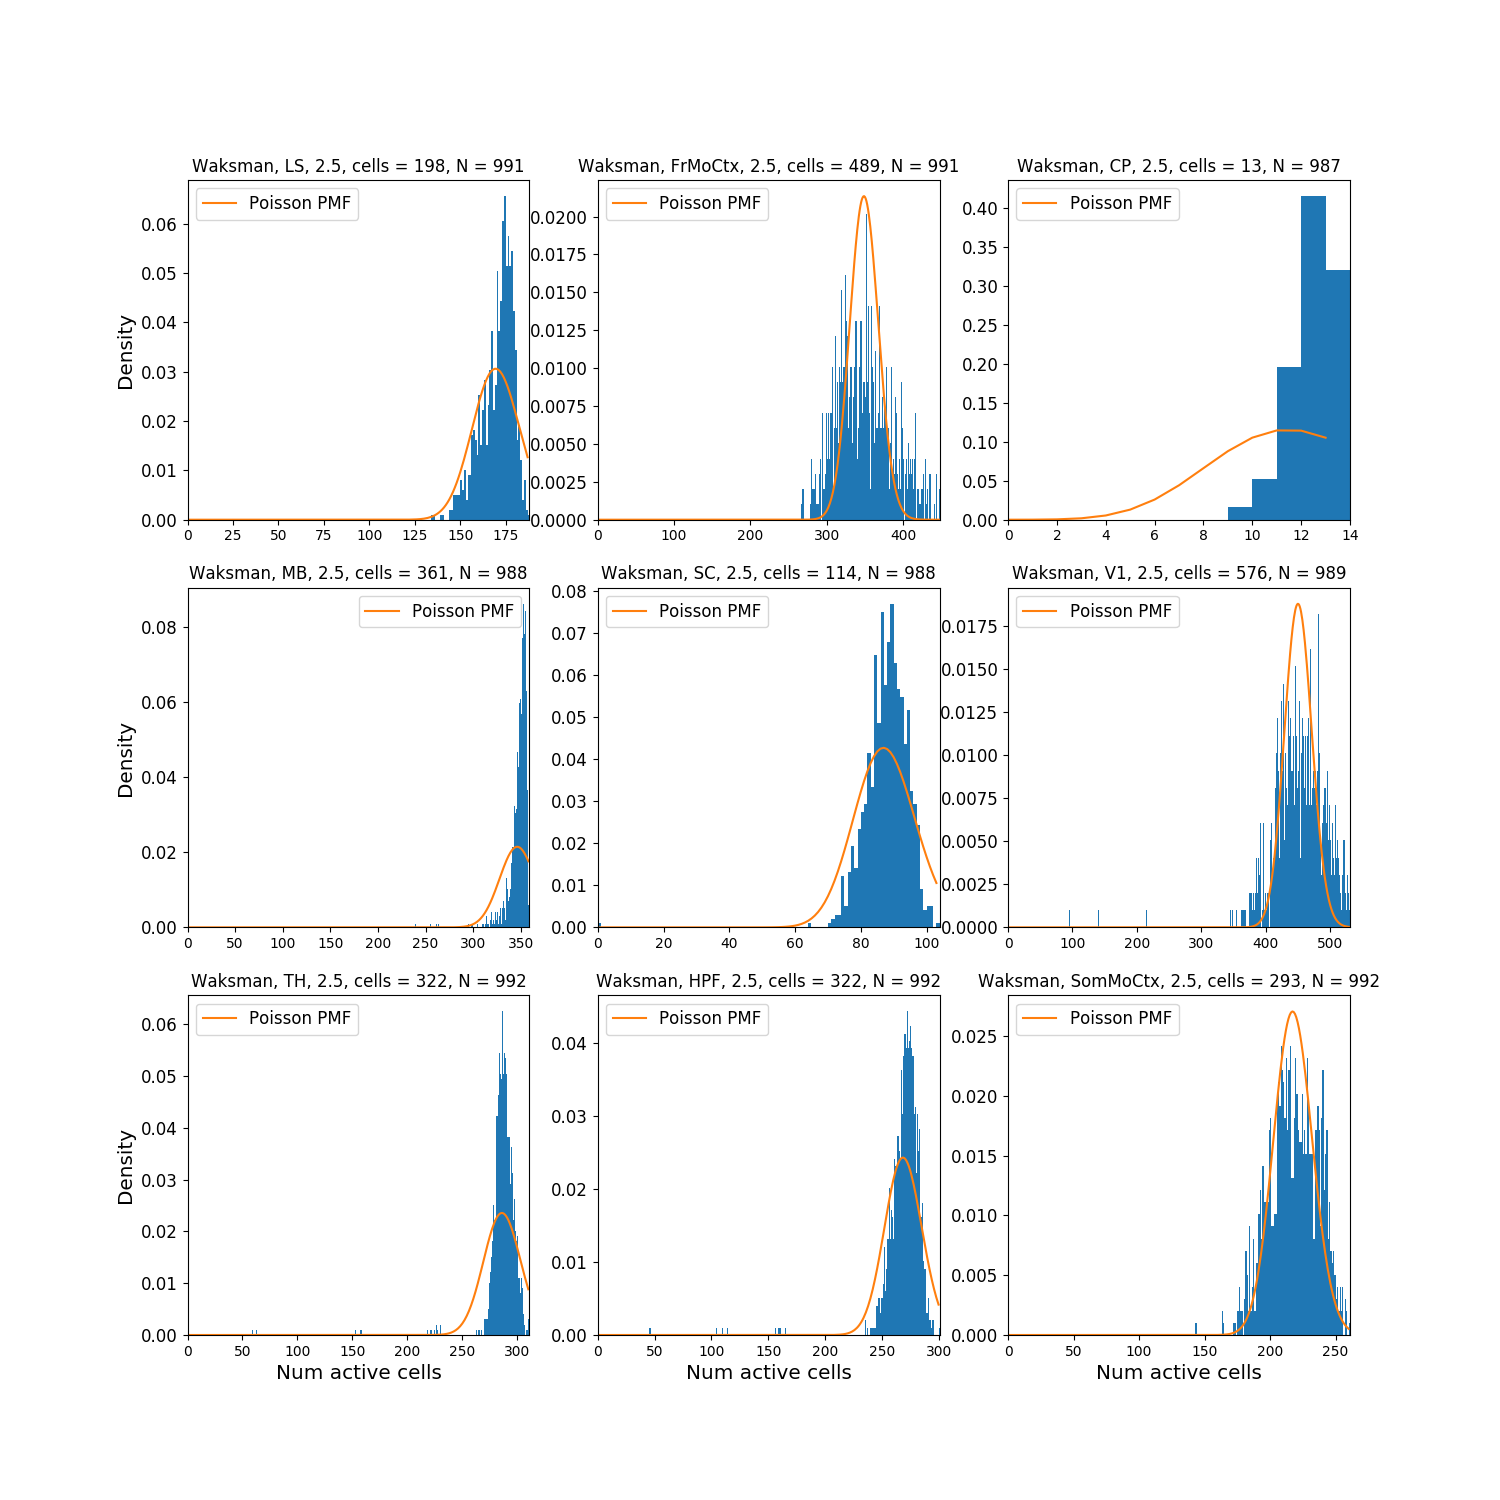 Waksman, LS, 2.5, cells = 198, N = 991
Waksman, FrMoCtx, 2.5, cells = 489, N = 991
Waksman, CP, 2.5, cells = 13, N = 987
Poisson PMF
Poisson PMF
Poisson PMF
Density
0.06
0.05
0.04
0.03
0.02
0.01
0.00
0 25 50 75 100 125 150 175
0.0200
0.0175
0.0150
0.0125
0.0100
0.0075
0.0050
0.0025
0.0000
0 100 200 300 400
0.40
0.35
0.30
0.25
0.20
0.15
0.10
0.05
0.00
0 2 4 6 8 10 12 14
Waksman, MB, 2.5, cells = 361, N = 988
Waksman, SC, 2.5, cells = 114, N = 988
Waksman, V1, 2.5, cells = 576, N = 989
Poisson PMF
Poisson PMF
Poisson PMF
Density
0.08
0.06
0.04
0.02
0.00
0 50 100 150 200 250 300 350
0.08
0.07
0.06
0.05
0.04
0.03
0.02
0.01
0.00
0 20 40 60 80 100
0.0175
0.0150
0.0125
0.0100
0.0075
0.0050
0.0025
0.0000
0 100 200 300 400 500
Waksman, TH, 2.5, cells = 322, N = 992
Waksman, HPF, 2.5, cells = 322, N = 992
Waksman, SomMoCtx, 2.5, cells = 293, N = 992
Poisson PMF
Poisson PMF
Poisson PMF
Density
0.06
0.05
0.04
0.03
0.02
0.01
0.00
0 50 100 150 200 250 300
Num active cells
0.04
0.03
0.02
0.01
0.00
0 50 100 150 200 250 300
Num active cells
0.025
0.020
0.015
0.010
0.005
0.000
0 50 100 150 200 250
Num active cells